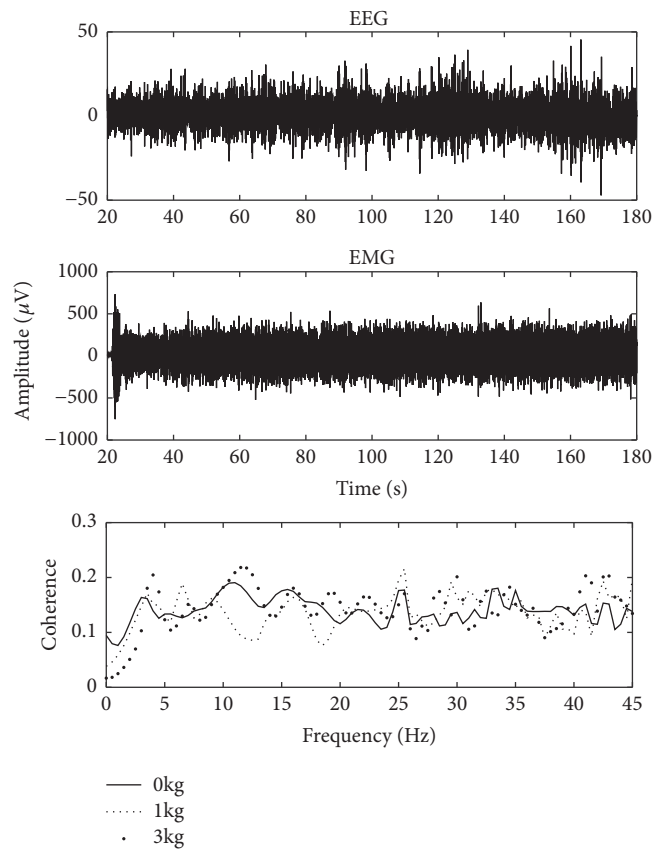 EEG
50
0
−50
20 40 60 80 100 120 140 160 180
EMG
1000
500
0
−500
−1000
Amplitude (μV)
20 40 60 80 100 120 140 160 180
Time (s)
0.3
0.2
0.1
0
Coherence
0 5 10 15 20 25 30 35 40 45
Frequency (Hz)
0kg
1kg
3kg